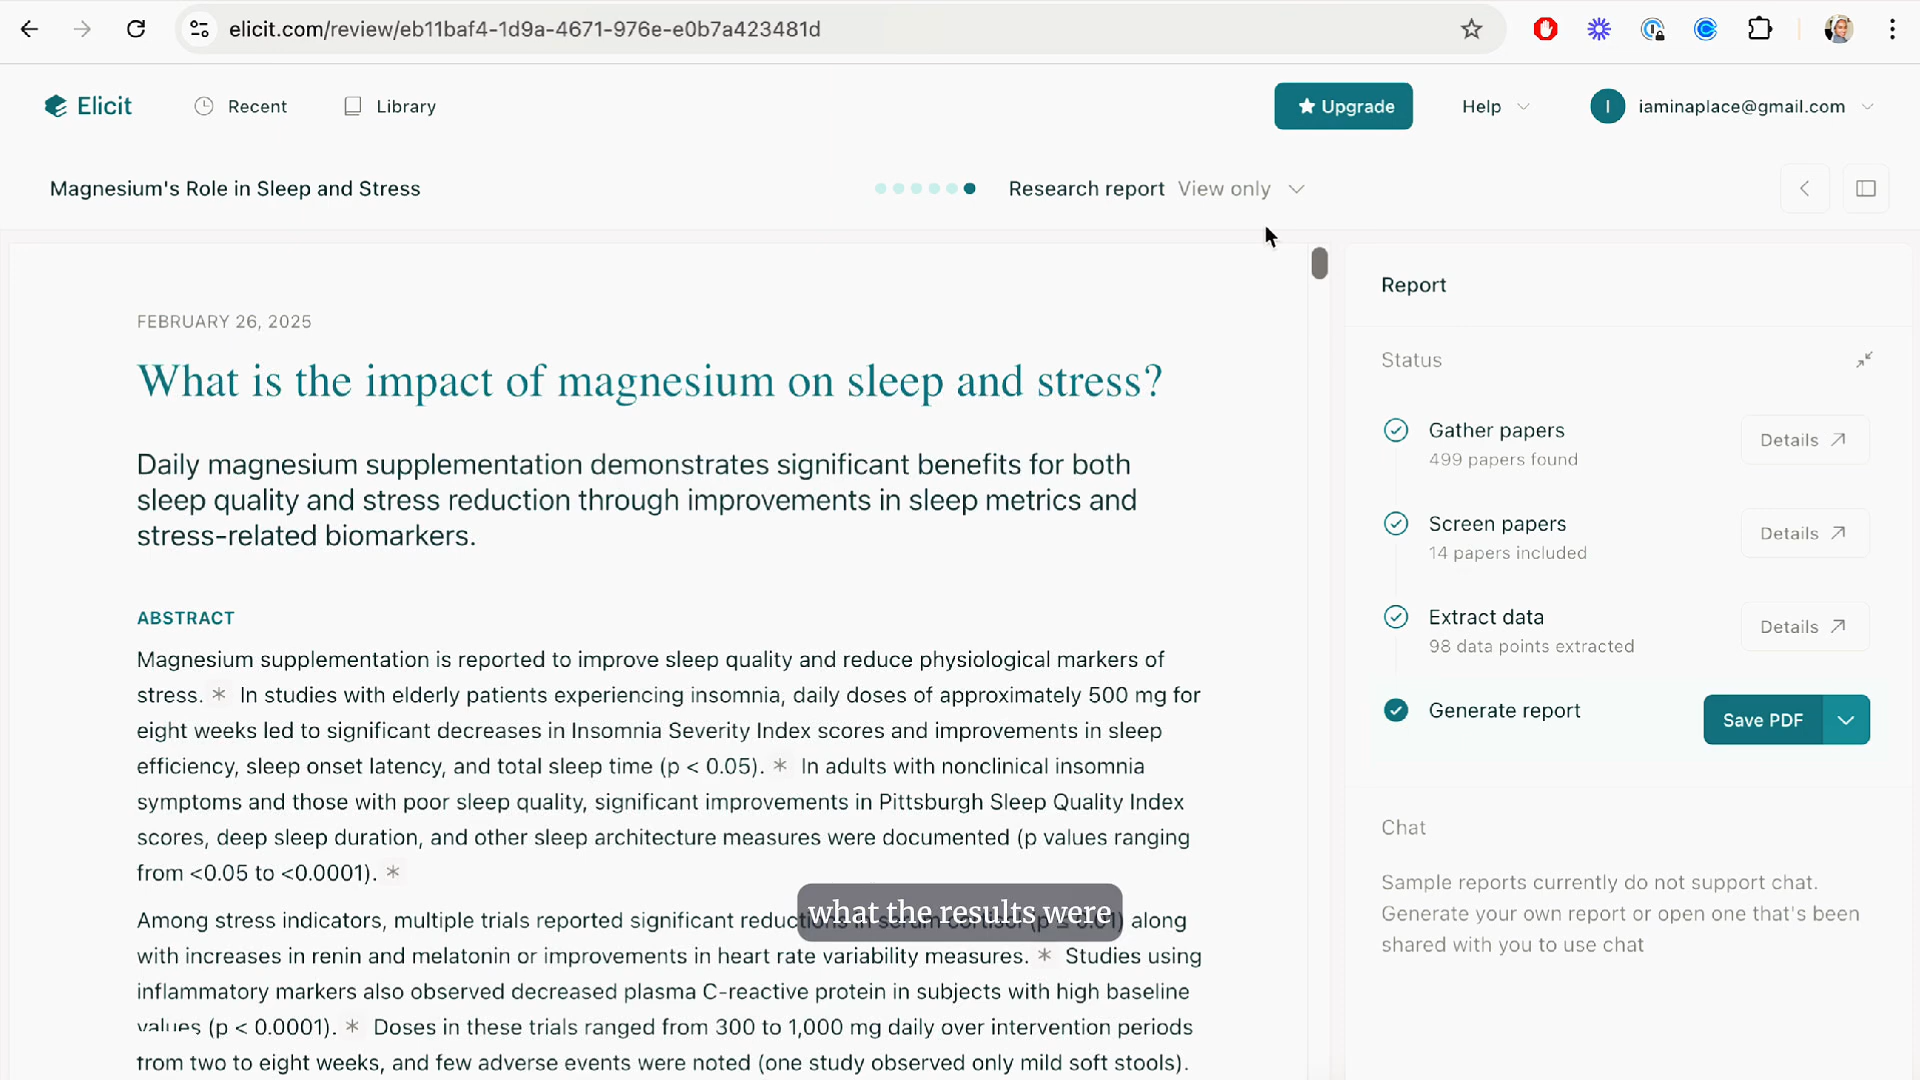 elicit.com/review/eb11baf4-1d9a-4671-976e-e0b7a423481d
Elicit
Recent
Library
Upgrade
Help
I
iaminaplace@gmail.com
Magnesium's Role in Sleep and Stress
Research report View only
FEBRUARY 26, 2025
What is the impact of magnesium on sleep and stress?
Daily magnesium supplementation demonstrates significant benefits for both
sleep quality and stress reduction through improvements in sleep metrics and
stress-related biomarkers.
ABSTRACT
Magnesium supplementation is reported to improve sleep quality and reduce physiological markers of
stress. * In studies with elderly patients experiencing insomnia, daily doses of approximately 500 mg for
eight weeks led to significant decreases in Insomnia Severity Index scores and improvements in sleep
efficiency, sleep onset latency, and total sleep time (p < 0.05). * In adults with nonclinical insomnia
symptoms and those with poor sleep quality, significant improvements in Pittsburgh Sleep Quality Index
scores, deep sleep duration, and other sleep architecture measures were documented (p values ranging
from <0.05 to <0.0001). *
Among stress indicators, multiple trials reported significant reductions in serum cortisol (p ≤ 0.01) along
with increases in renin and melatonin or improvements in heart rate variability measures. * Studies using
inflammatory markers also observed decreased plasma C-reactive protein in subjects with high baseline
values (p < 0.0001). * Doses in these trials ranged from 300 to 1,000 mg daily over intervention periods
from two to eight weeks, and few adverse events were noted (one study observed only mild soft stools).
what the results were
Report
Status
Gather papers
499 papers found
Details
Screen papers
14 papers included
Details
Extract data
98 data points extracted
Details
Generate report
Save PDF
Chat
Sample reports currently do not support chat.
Generate your own report or open one that's been
shared with you to use chat